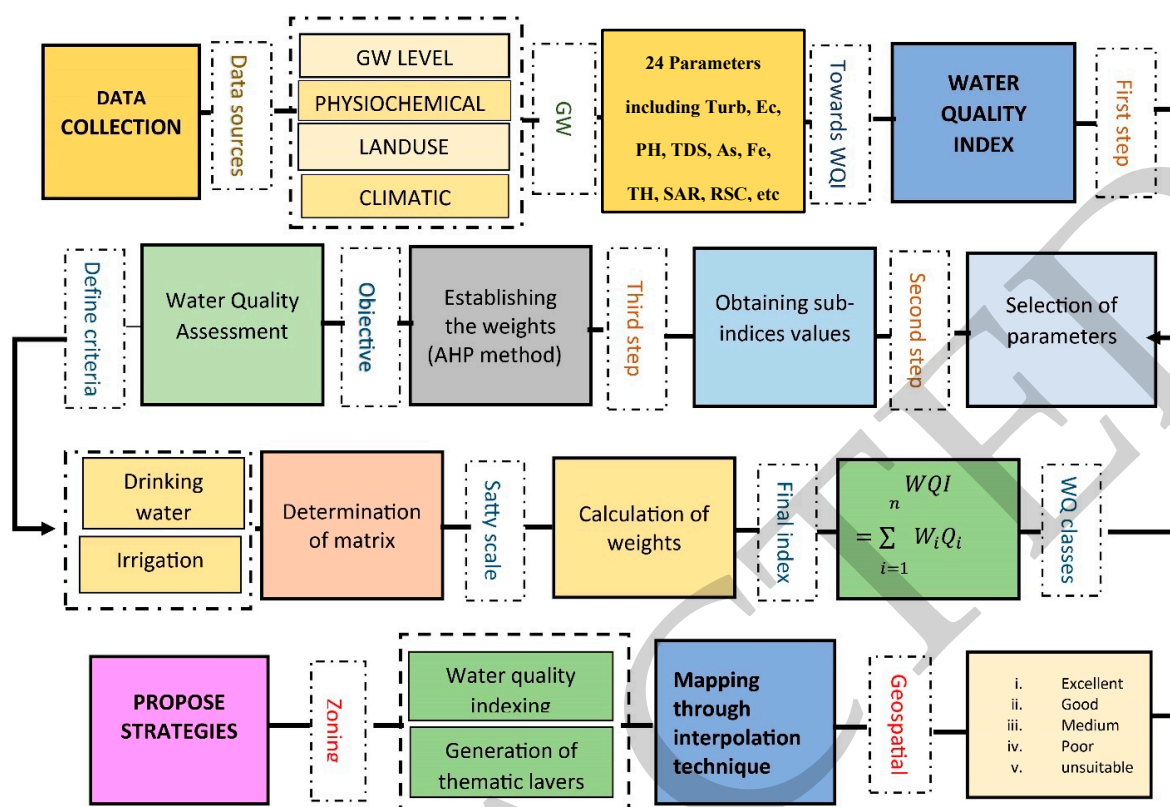 DATA
COLLECTION
Data sources
GW LEVEL
PHYSIOCHEMICAL
LANDUSE
CLIMATIC
GW
24 Parameters
including Turb, Ec,
PH, TDS, As, Fe,
TH, SAR, RSC, etc
Towards WQI
WATER
QUALITY
INDEX
First step
Selection of
parameters
Second step
Obtaining sub-
indices values
Third step
Establishing
the weights
(AHP method)
Objective
Water Quality
Assessment
Define criteria
Drinking
water
Irrigation
Determination
of matrix
Satty scale
Calculation of
weights
Final index
WQI
= ∑ⁿᵢ₌₁ WᵢQᵢ
WQ classes
i. Excellent
ii. Good
iii. Medium
iv. Poor
v. unsuitable
Geospatial
Mapping
through
interpolation
technique
Water quality
indexing
Generation of
thematic layers
Zoning
PROPOSE
STRATEGIES